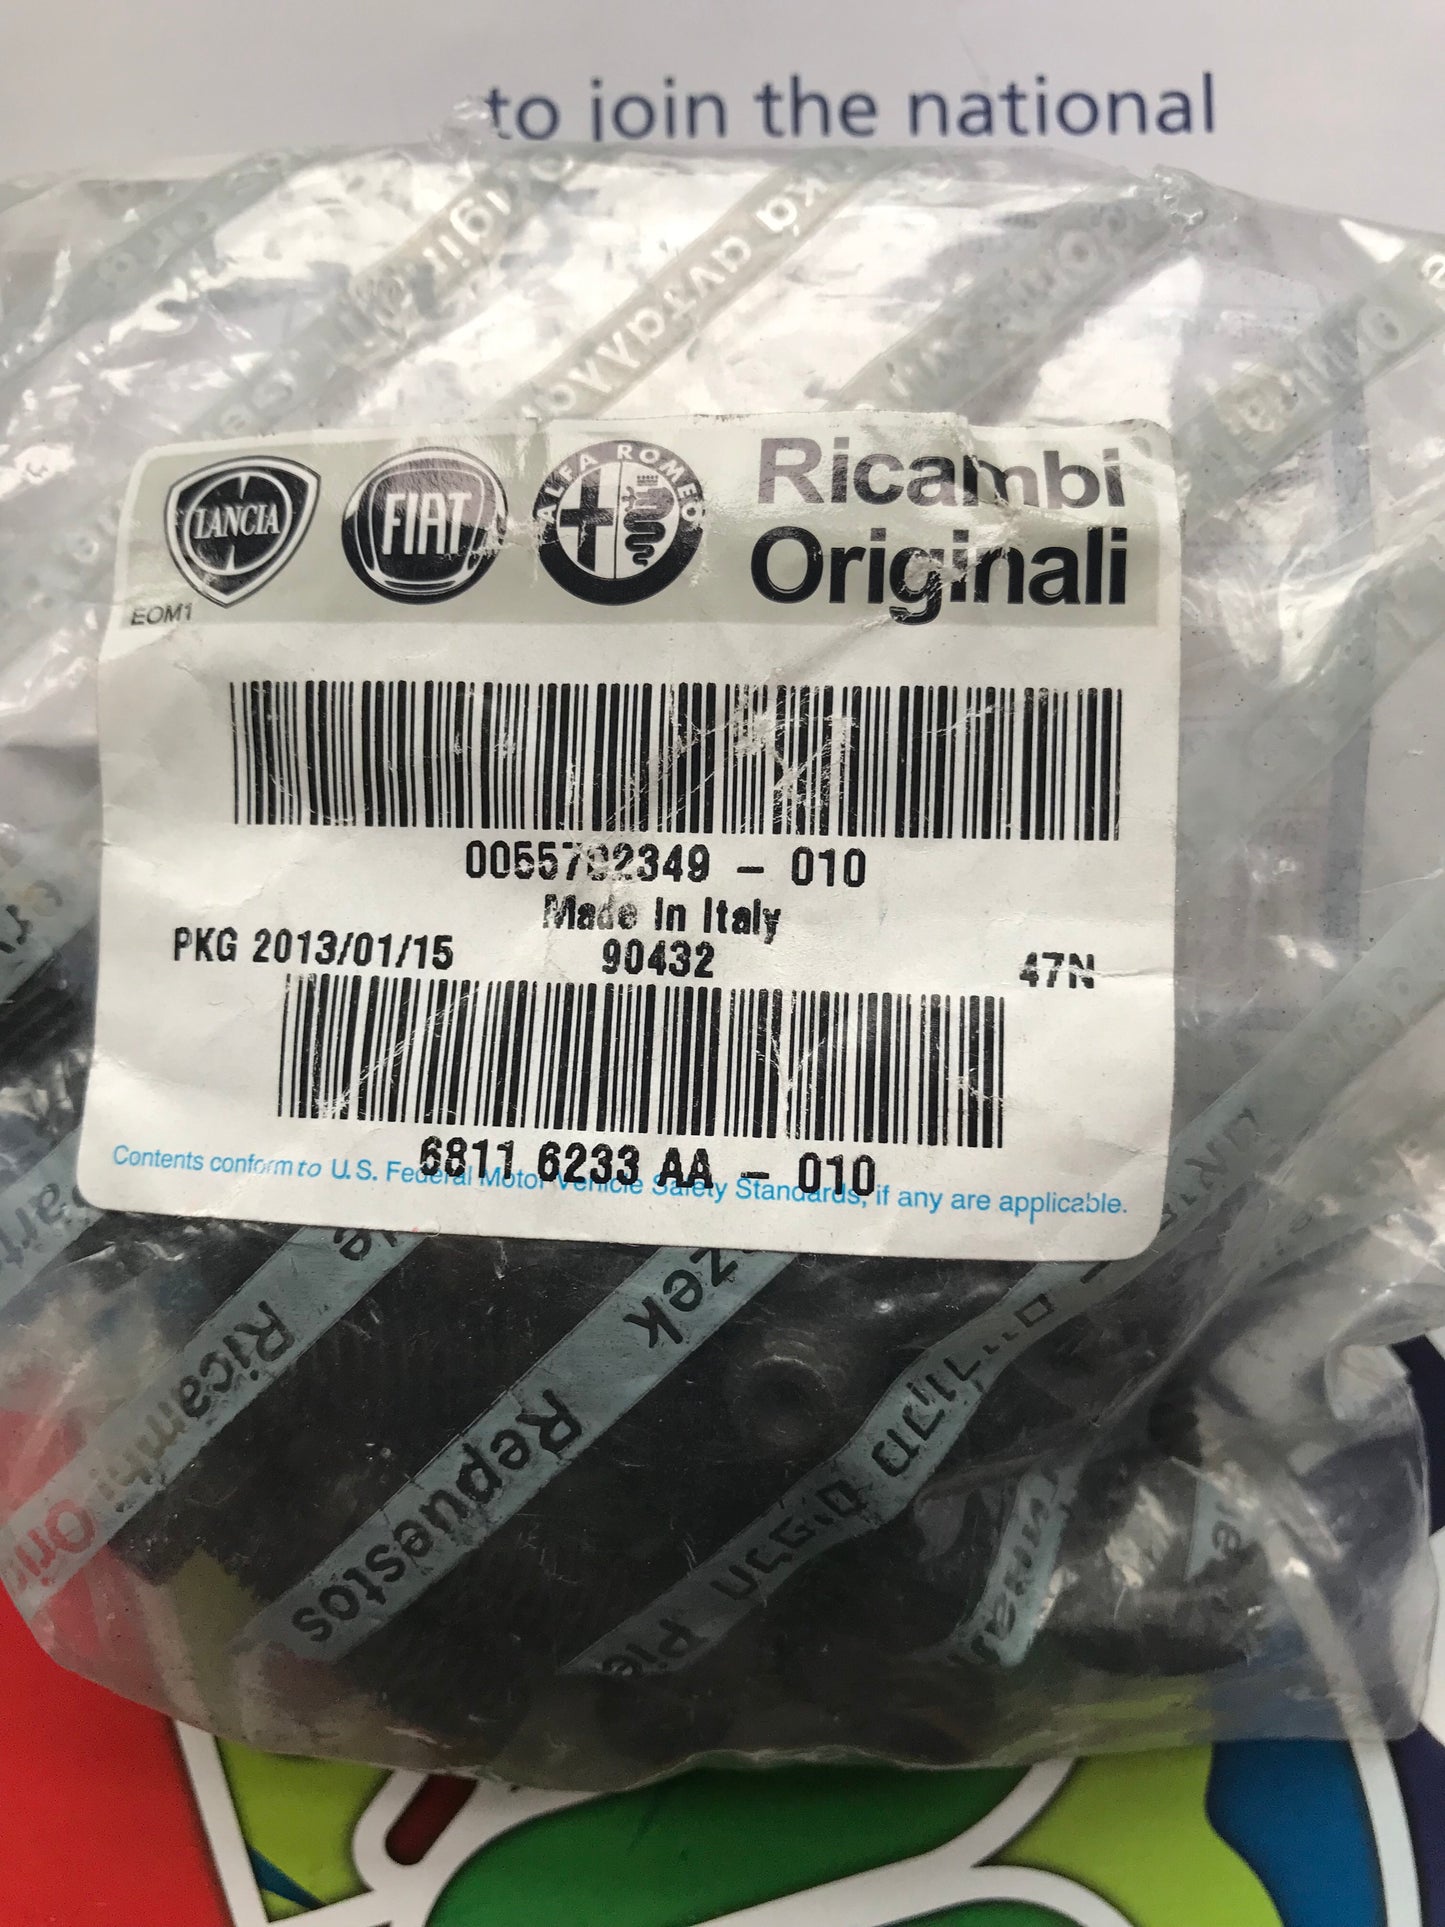 to join the national
LANCIA
FIAT
ALFA ROMEO
Ricambi
Originali
EOM1
0055702349 - 010
Made In Italy
PKG 2013/01/15 90432 47N
6811 6233 AA - 010
Contents conform to U.S. Federal Motor Vehicle Safety Standards, if any are applicable.
Ricambi
Repuestos